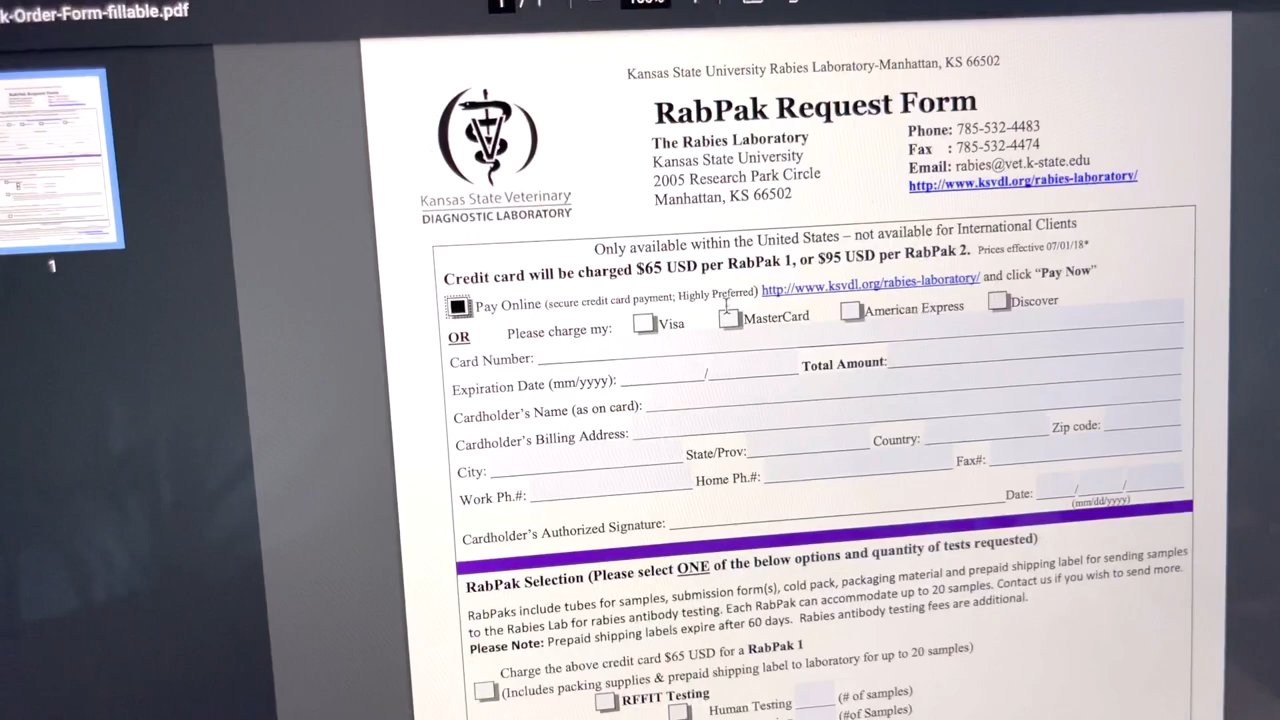 k-Order-Form-fillable.pdf
1 / 1
100%
1
Kansas State University Rabies Laboratory-Manhattan, KS 66502
RabPak Request Form
Kansas State Veterinary
DIAGNOSTIC LABORATORY
The Rabies Laboratory
Kansas State University
2005 Research Park Circle
Manhattan, KS 66502
Phone: 785-532-4483
Fax : 785-532-4474
Email: rabies@vet.k-state.edu
http://www.ksvdl.org/rabies-laboratory/
Only available within the United States – not available for International Clients
Credit card will be charged $65 USD per RabPak 1, or $95 USD per RabPak 2. Prices effective 07/01/18*
Pay Online (secure credit card payment; Highly Preferred) http://www.ksvdl.org/rabies-laboratory/ and click “Pay Now”
OR Please charge my: Visa MasterCard American Express Discover
Card Number:
Expiration Date (mm/yyyy): / Total Amount:
Cardholder’s Name (as on card):
Cardholder’s Billing Address:
City: State/Prov: Country: Zip code:
Work Ph.#: Home Ph.#: Fax#:
Cardholder’s Authorized Signature: Date: / /
(mm/dd/yyyy)
RabPak Selection (Please select ONE of the below options and quantity of tests requested)
RabPaks include tubes for samples, submission form(s), cold pack, packaging material and prepaid shipping label for sending samples
to the Rabies Lab for rabies antibody testing. Each RabPak can accommodate up to 20 samples. Contact us if you wish to send more.
Please Note: Prepaid shipping labels expire after 60 days. Rabies antibody testing fees are additional.
Charge the above credit card $65 USD for a RabPak 1
(Includes packing supplies & prepaid shipping label to laboratory for up to 20 samples)
RFFIT Testing
Human Testing (# of samples)
(#of Samples)